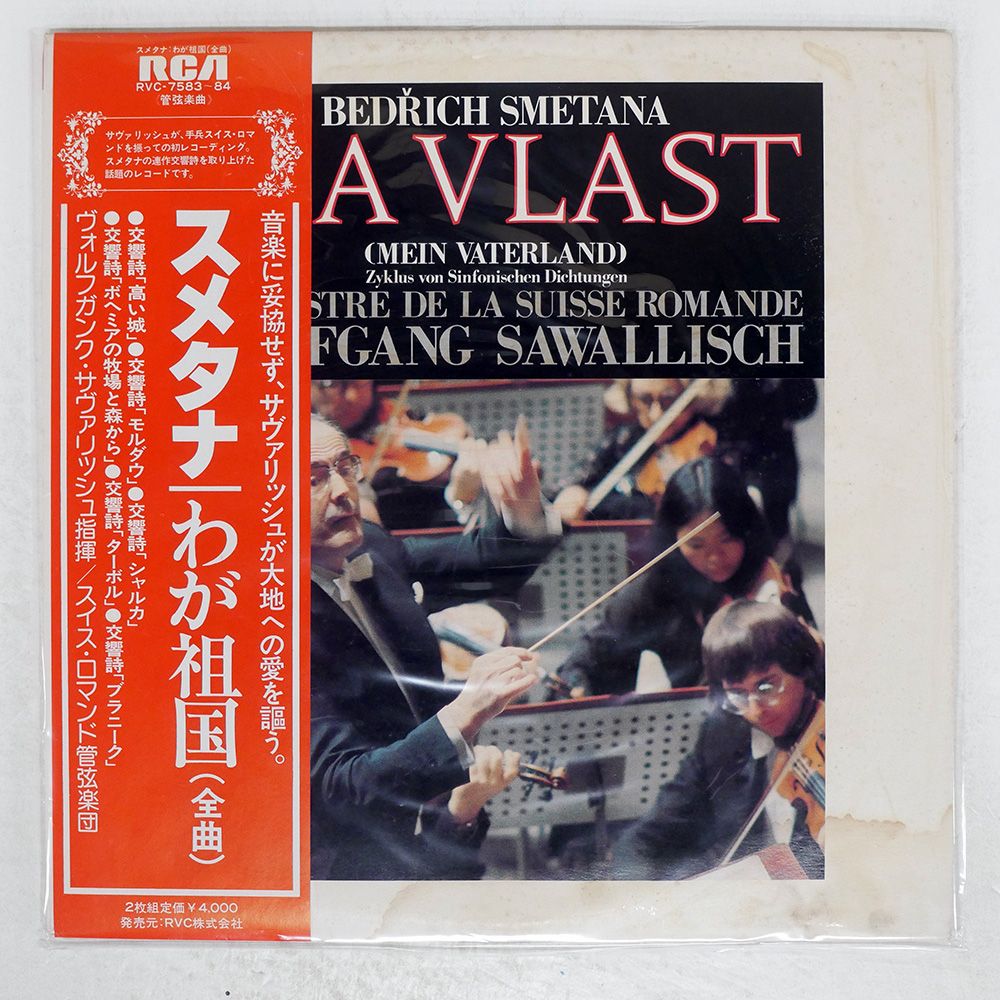 スメタナ：わが祖国（全曲）
RCA
RVC-7583~84
《管弦楽曲》
サヴァリッシュが、手兵スイス・ロマ
ンドを振っての初レコーディング。
スメタナの連作交響詩を取り上げた
話題のレコードです。
音楽に妥協せず、サヴァリッシュが大地への愛を謳う。
スメタナ｜わが祖国（全曲）
●交響詩「高い城」●交響詩「モルダウ」●交響詩「シャルカ」
●交響詩「ボヘミアの牧場と森から」●交響詩「ターボル」●交響詩「ブラニーク」
ヴォルフガンク・サヴァリッシュ指揮／スイス・ロマンド管弦楽団
2枚組定価￥4,000
発売元：RVC株式会社
BEDŘICH SMETANA
A VLAST
(MEIN VATERLAND)
Zyklus von Sinfonischen Dichtungen
STRE DE LA SUISSE ROMANDE
FGANG SAWALLISCH